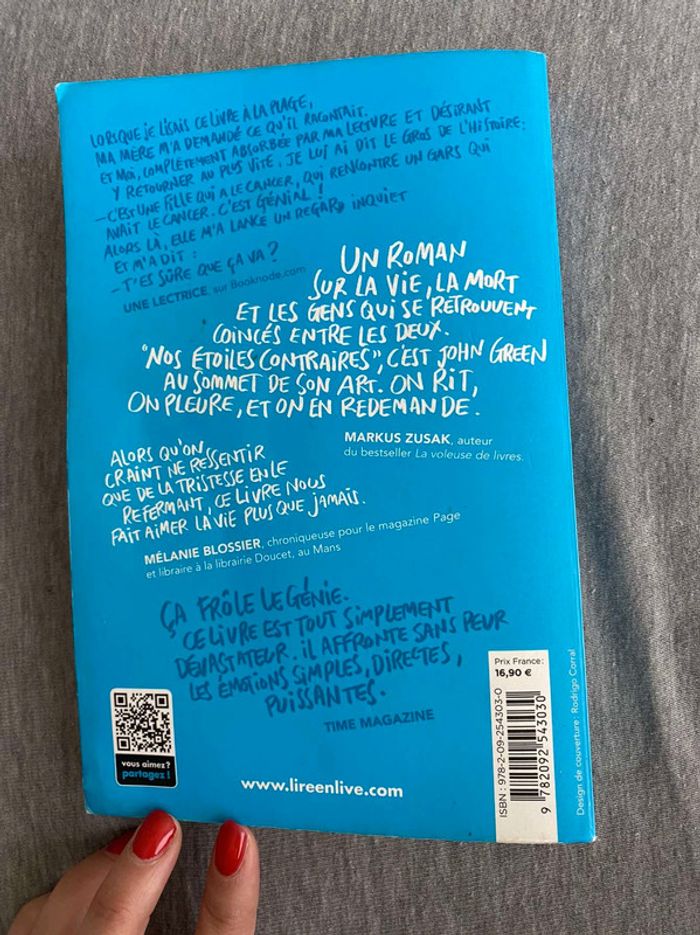 LORSQUE JE LISAIS CE LIVRE À LA PLAGE,
MA MÈRE M'A DEMANDÉ CE QU'IL RACONTAIT.
ET MOI, COMPLÈTEMENT ABSORBÉE PAR MA LECTURE ET DÉSIRANT
Y RETOURNER AU PLUS VITE, JE LUI AI DIT LE GROS DE L'HISTOIRE:
– C'EST UNE FILLE QUI A LE CANCER, QUI RENCONTRE UN GARS QUI
AVAIT LE CANCER. C'EST GÉNIAL !
ALORS LÀ, ELLE M'A LANCÉ UN REGARD INQUIET
ET M'A DIT :
– T'ES SÛRE QUE ÇA VA ?
UNE LECTRICE, sur Booknode.com
UN ROMAN
SUR LA VIE, LA MORT
ET LES GENS QUI SE RETROUVENT
COINCÉS ENTRE LES DEUX.
"NOS ÉTOILES CONTRAIRES", C'EST JOHN GREEN
AU SOMMET DE SON ART. ON RIT,
ON PLEURE, ET ON EN REDEMANDE.
MARKUS ZUSAK, auteur
du bestseller La voleuse de livres.
ALORS QU'ON
CRAINT NE RESSENTIR
QUE DE LA TRISTESSE EN LE
REFERMANT, CE LIVRE NOUS
FAIT AIMER LA VIE PLUS QUE JAMAIS.
MÉLANIE BLOSSIER, chroniqueuse pour le magazine Page
et libraire à la librairie Doucet, au Mans
ÇA FRÔLE LE GÉNIE.
CE LIVRE EST TOUT SIMPLEMENT
DÉVASTATEUR. IL AFFRONTE SANS PEUR
LES ÉMOTIONS SIMPLES, DIRECTES,
PUISSANTES.
TIME MAGAZINE
vous aimez ?
partagez !
www.lireenlive.com
Prix France :
16,90 €
ISBN : 978-2-09-254303-0
9 782092 543030
Design de couverture : Rodrigo Corral